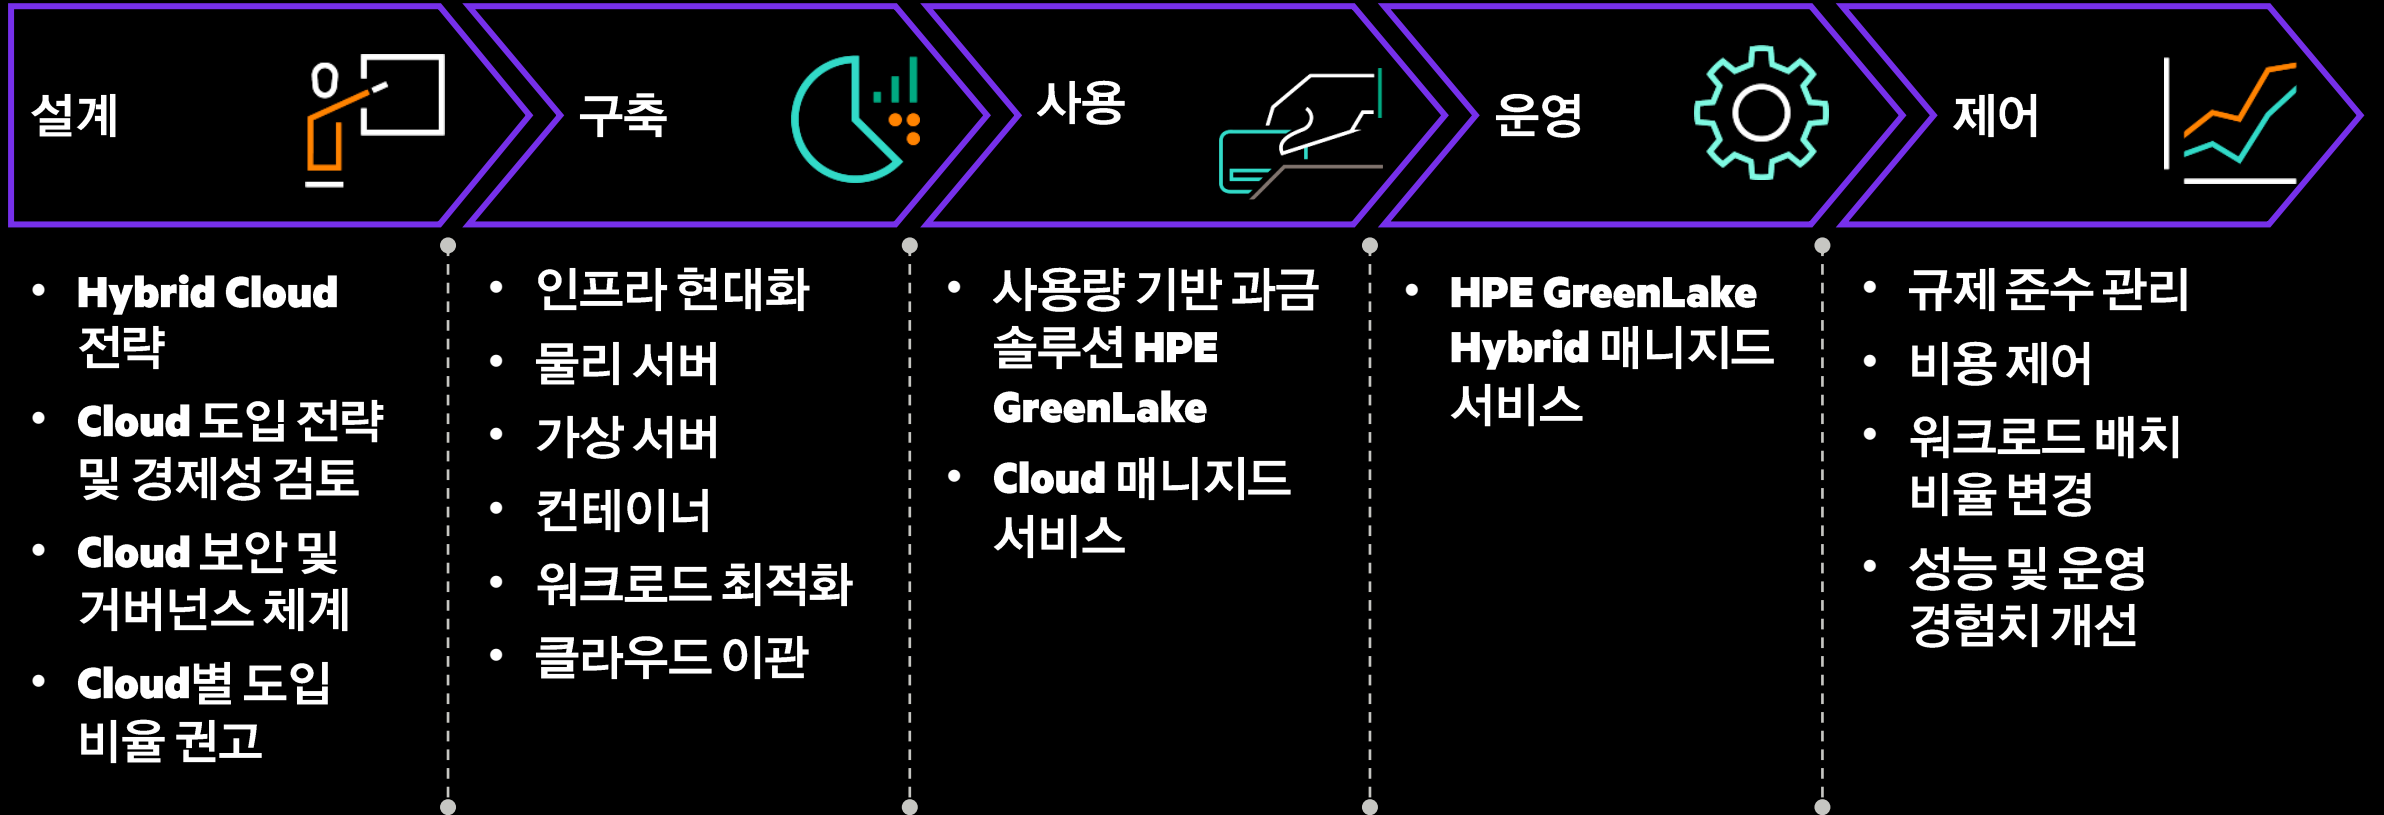 설계
구축
사용
운영
제어
• Hybrid Cloud
전략
• Cloud 도입 전략
및 경제성 검토
• Cloud 보안 및
거버넌스 체계
• Cloud별 도입
비율 권고
• 인프라 현대화
• 물리 서버
• 가상 서버
• 컨테이너
• 워크로드 최적화
• 클라우드 이관
• 사용량 기반 과금
솔루션 HPE
GreenLake
• Cloud 매니지드
서비스
• HPE GreenLake
Hybrid 매니지드
서비스
• 규제 준수 관리
• 비용 제어
• 워크로드 배치
비율 변경
• 성능 및 운영
경험치 개선